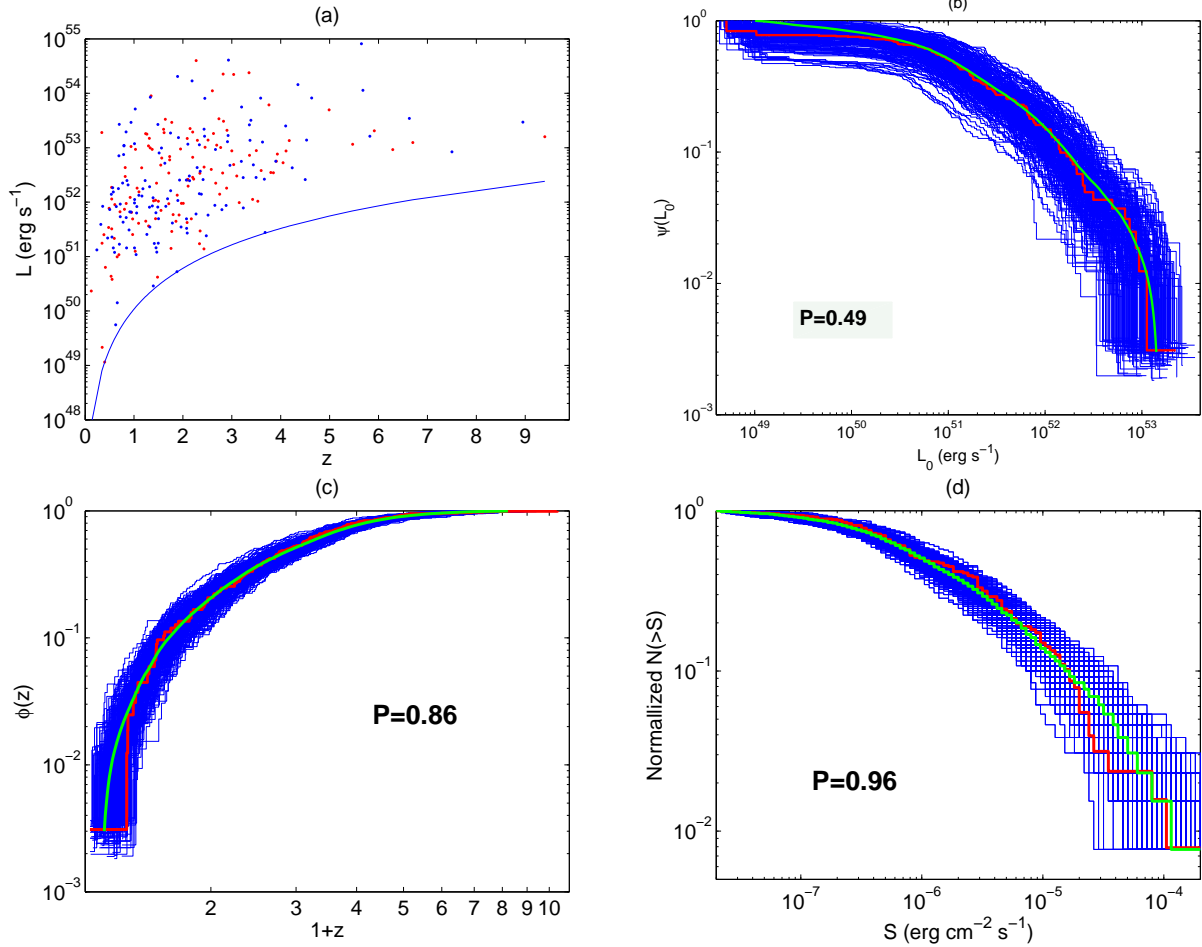 (a)
10^55
10^54
10^53
10^52
10^51
10^50
10^49
10^48
L (erg s^−1)
0 1 2 3 4 5 6 7 8 9
z
(b)
10^0
10^−1
10^−2
10^−3
ψ(L_0)
P=0.49
10^49 10^50 10^51 10^52 10^53
L_0 (erg s^−1)
(c)
10^0
10^−1
10^−2
10^−3
ϕ(z)
P=0.86
2 3 4 5 6 7 8 9 10
1+z
(d)
10^0
10^−1
10^−2
Normallized N(>S)
P=0.96
10^−7 10^−6 10^−5 10^−4
S (erg cm^−2 s^−1)